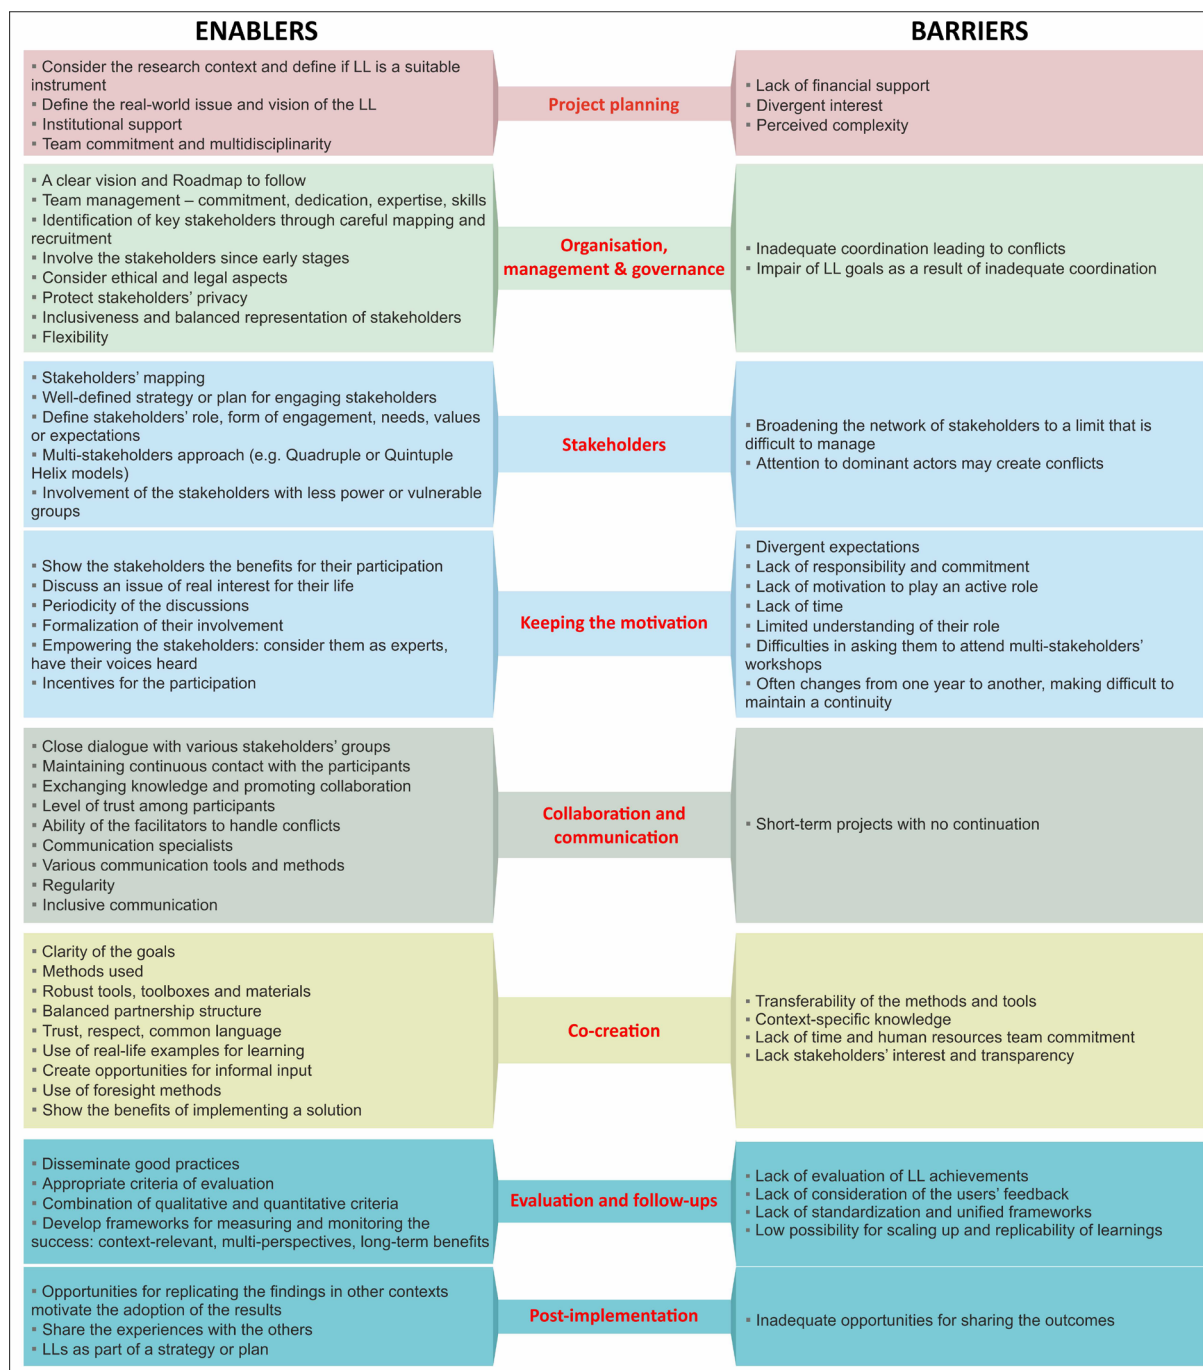 ENABLERS
BARRIERS
▪ Consider the research context and define if LL is a suitable
instrument
▪ Define the real-world issue and vision of the LL
▪ Institutional support
▪ Team commitment and multidisciplinarity
Project planning
▪ Lack of financial support
▪ Divergent interest
▪ Perceived complexity
▪ A clear vision and Roadmap to follow
▪ Team management – commitment, dedication, expertise, skills
▪ Identification of key stakeholders through careful mapping and
recruitment
▪ Involve the stakeholders since early stages
▪ Consider ethical and legal aspects
▪ Protect stakeholders’ privacy
▪ Inclusiveness and balanced representation of stakeholders
▪ Flexibility
Organisation,
management & governance
▪ Inadequate coordination leading to conflicts
▪ Impair of LL goals as a result of inadequate coordination
▪ Stakeholders’ mapping
▪ Well-defined strategy or plan for engaging stakeholders
▪ Define stakeholders’ role, form of engagement, needs, values
or expectations
▪ Multi-stakeholders approach (e.g. Quadruple or Quintuple
Helix models)
▪ Involvement of the stakeholders with less power or vulnerable
groups
Stakeholders
▪ Broadening the network of stakeholders to a limit that is
difficult to manage
▪ Attention to dominant actors may create conflicts
▪ Show the stakeholders the benefits for their participation
▪ Discuss an issue of real interest for their life
▪ Periodicity of the discussions
▪ Formalization of their involvement
▪ Empowering the stakeholders: consider them as experts,
have their voices heard
▪ Incentives for the participation
Keeping the motivation
▪ Divergent expectations
▪ Lack of responsibility and commitment
▪ Lack of motivation to play an active role
▪ Lack of time
▪ Limited understanding of their role
▪ Difficulties in asking them to attend multi-stakeholders’
workshops
▪ Often changes from one year to another, making difficult to
maintain a continuity
▪ Close dialogue with various stakeholders’ groups
▪ Maintaining continuous contact with the participants
▪ Exchanging knowledge and promoting collaboration
▪ Level of trust among participants
▪ Ability of the facilitators to handle conflicts
▪ Communication specialists
▪ Various communication tools and methods
▪ Regularity
▪ Inclusive communication
Collaboration and
communication
▪ Short-term projects with no continuation
▪ Clarity of the goals
▪ Methods used
▪ Robust tools, toolboxes and materials
▪ Balanced partnership structure
▪ Trust, respect, common language
▪ Use of real-life examples for learning
▪ Create opportunities for informal input
▪ Use of foresight methods
▪ Show the benefits of implementing a solution
Co-creation
▪ Transferability of the methods and tools
▪ Context-specific knowledge
▪ Lack of time and human resources team commitment
▪ Lack stakeholders’ interest and transparency
▪ Disseminate good practices
▪ Appropriate criteria of evaluation
▪ Combination of qualitative and quantitative criteria
▪ Develop frameworks for measuring and monitoring the
success: context-relevant, multi-perspectives, long-term benefits
Evaluation and follow-ups
▪ Lack of evaluation of LL achievements
▪ Lack of consideration of the users’ feedback
▪ Lack of standardization and unified frameworks
▪ Low possibility for scaling up and replicability of learnings
▪ Opportunities for replicating the findings in other contexts
motivate the adoption of the results
▪ Share the experiences with the others
▪ LLs as part of a strategy or plan
Post-implementation
▪ Inadequate opportunities for sharing the outcomes